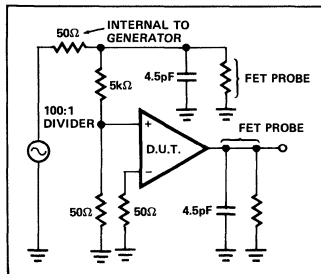 50Ω
INTERNAL TO
GENERATOR
5kΩ
4.5pF
FET PROBE
100:1
DIVIDER
+
D.U.T.
−
FET PROBE
50Ω
50Ω
4.5pF